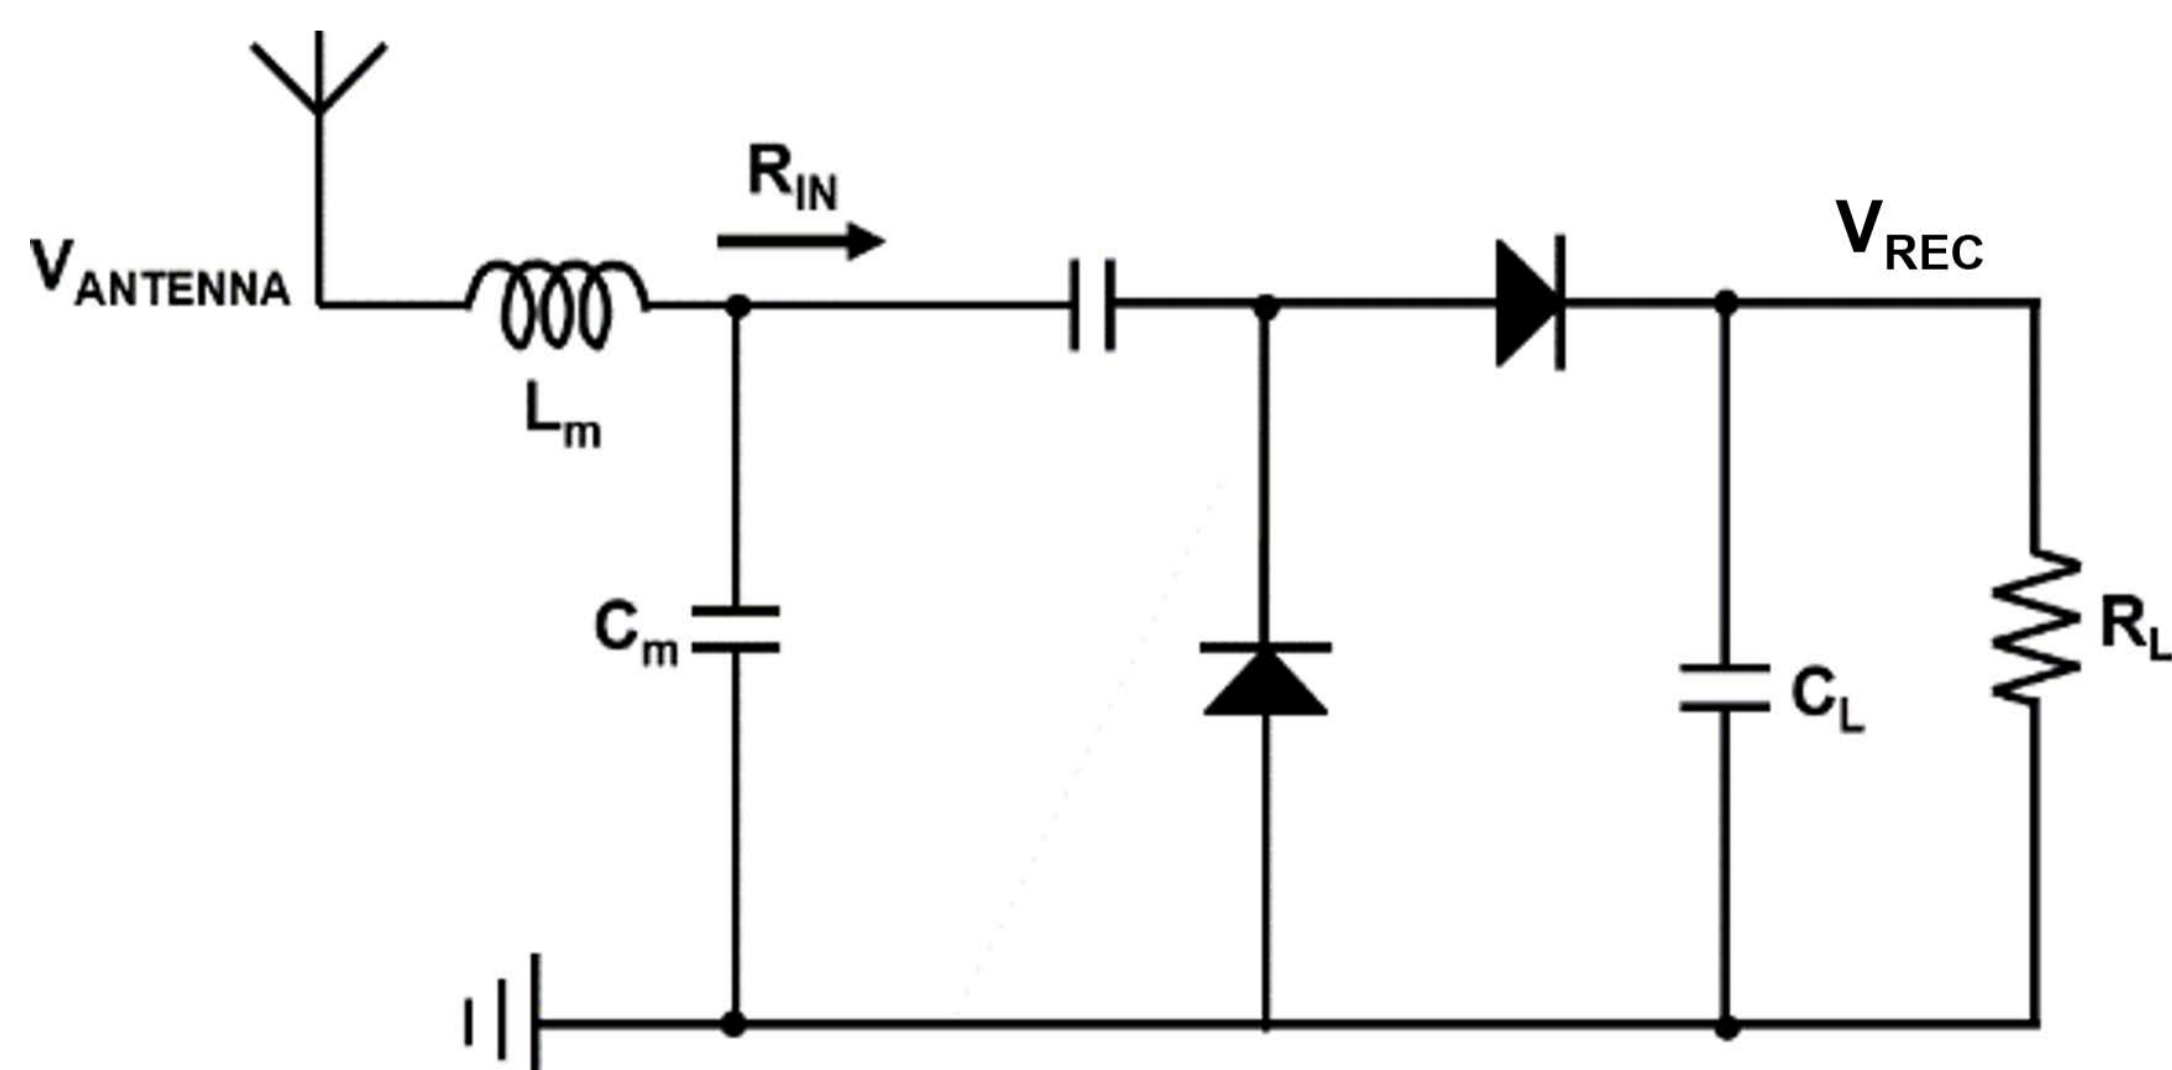 R_IN
V_ANTENNA
V_REC
L_m
C_m
R_L
C_L